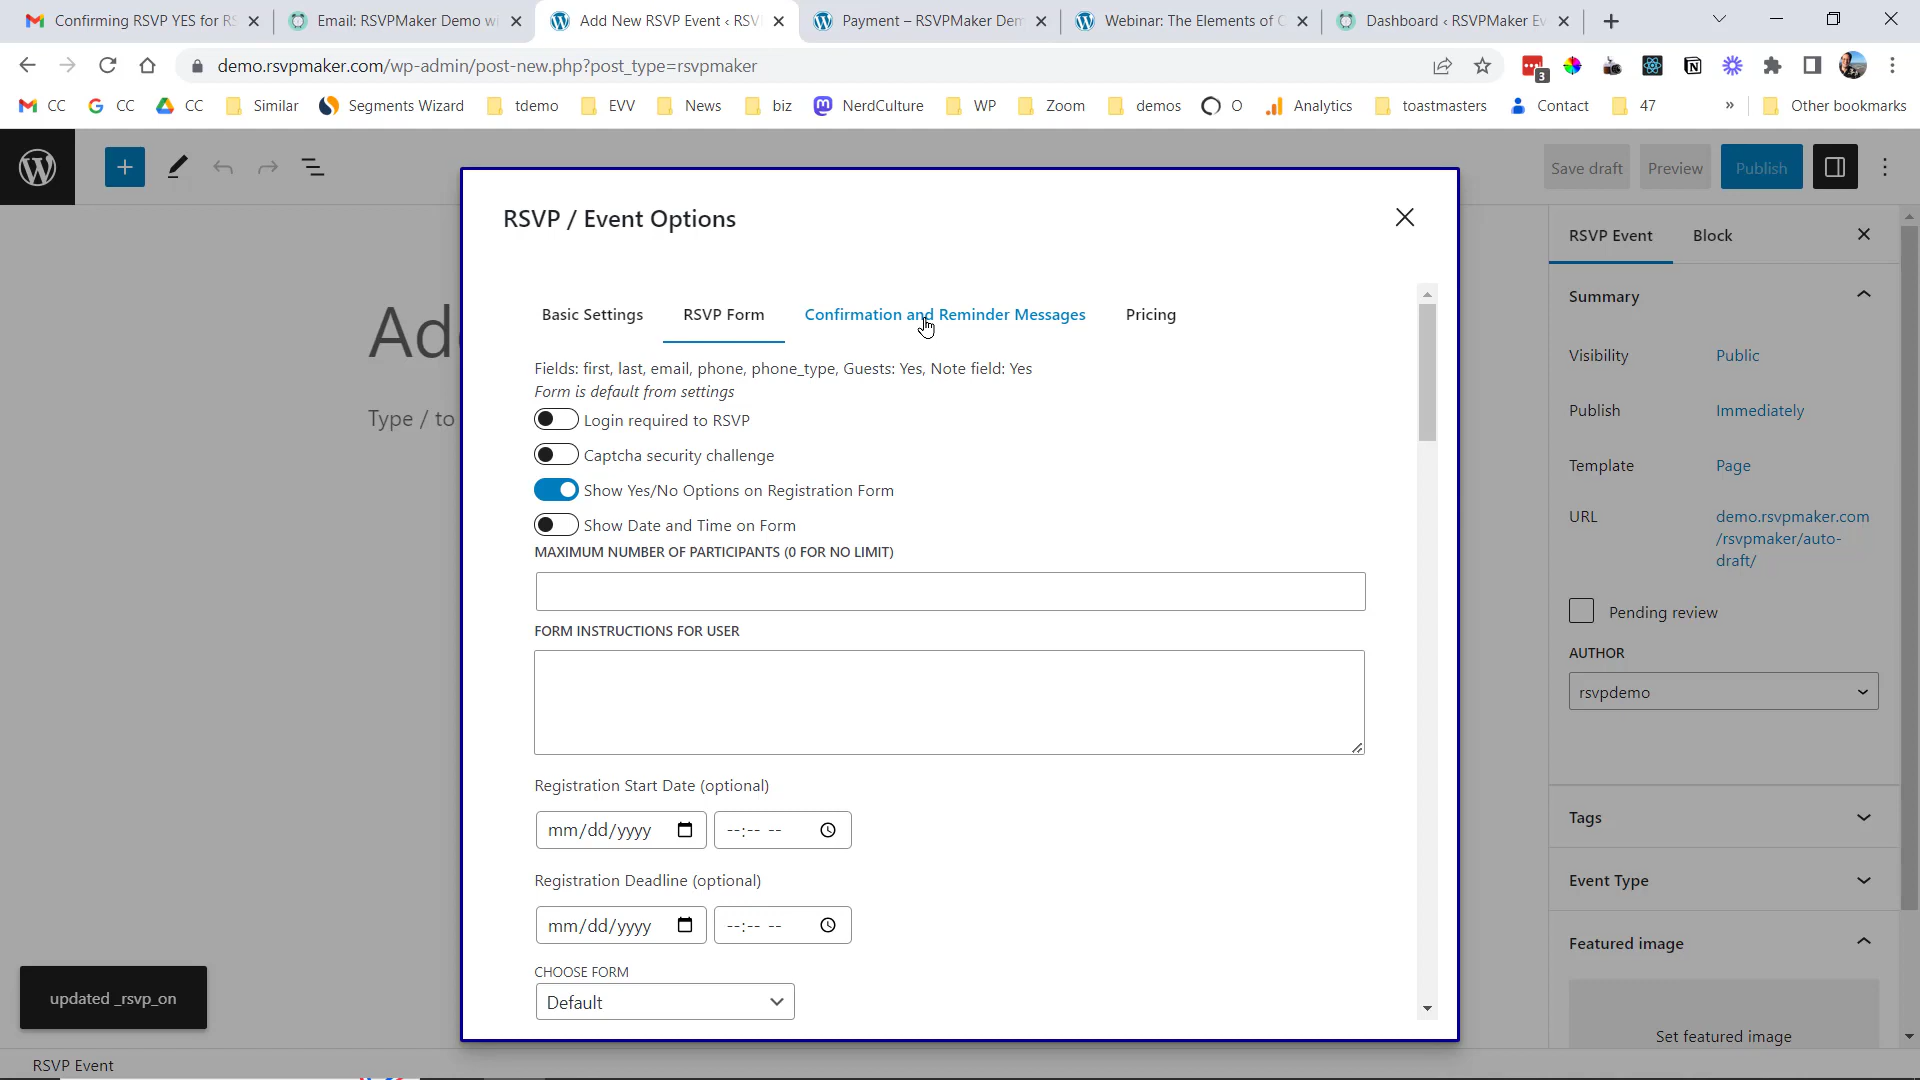 Confirming RSVP YES for RS
Email: RSVPMaker Demo wi
Add New RSVP Event ‹ RSV
Payment – RSVPMaker Dem
Webinar: The Elements of C
Dashboard ‹ RSVPMaker Ev
demo.rsvpmaker.com/wp-admin/post-new.php?post_type=rsvpmaker
3
CC
CC
CC
Similar
Segments Wizard
tdemo
EVV
News
biz
NerdCulture
WP
Zoom
demos
O
Analytics
toastmasters
Contact
47
»
Other bookmarks
Save draft
Preview
Publish
Ad
Type / to
RSVP / Event Options
Basic Settings
RSVP Form
Confirmation and Reminder Messages
Pricing
Fields: first, last, email, phone, phone_type, Guests: Yes, Note field: Yes
Form is default from settings
Login required to RSVP
Captcha security challenge
Show Yes/No Options on Registration Form
Show Date and Time on Form
MAXIMUM NUMBER OF PARTICIPANTS (0 FOR NO LIMIT)
FORM INSTRUCTIONS FOR USER
Registration Start Date (optional)
mm/dd/yyyy
--:-- --
Registration Deadline (optional)
mm/dd/yyyy
--:-- --
CHOOSE FORM
Default
RSVP Event
Block
Summary
Visibility
Public
Publish
Immediately
Template
Page
URL
demo.rsvpmaker.com
/rsvpmaker/auto-
draft/
Pending review
AUTHOR
rsvpdemo
Tags
Event Type
Featured image
Set featured image
updated _rsvp_on
RSVP Event